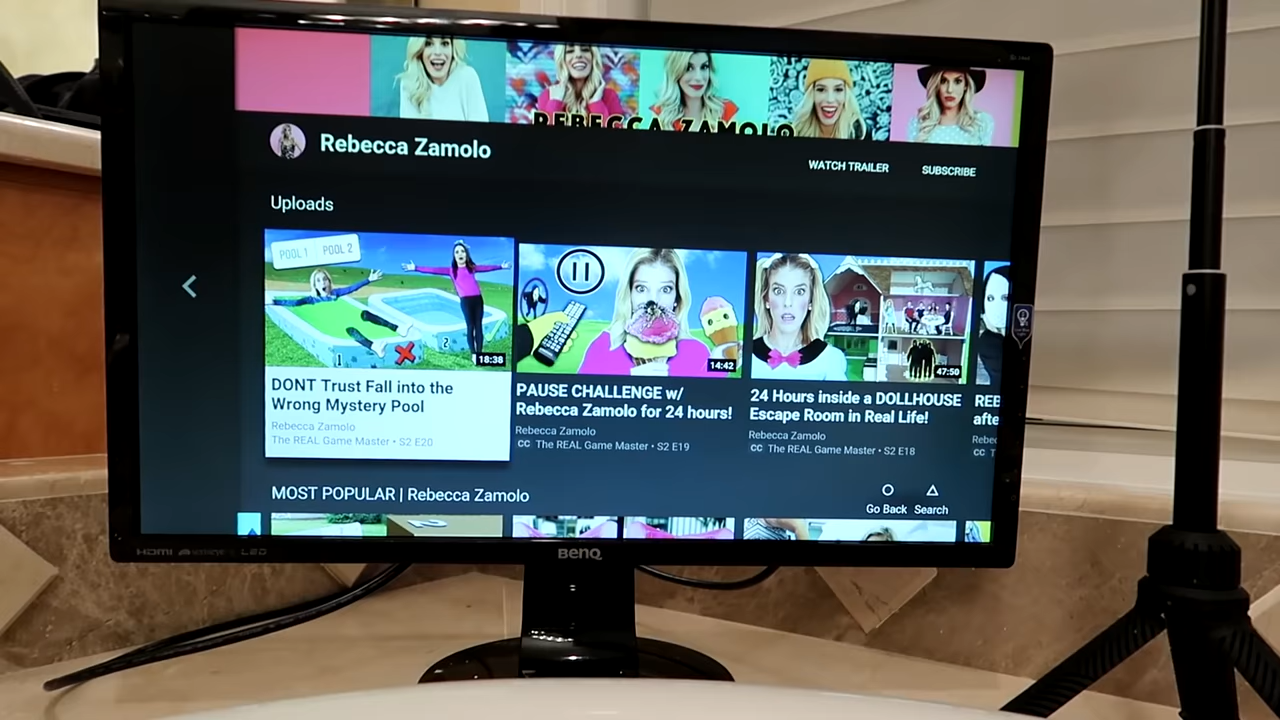 REBECCA ZAMOLO
Rebecca Zamolo
WATCH TRAILER
SUBSCRIBE
Uploads
POOL 1 POOL 2
1
2
18:38
14:42
47:50
DONT Trust Fall into the
Wrong Mystery Pool
Rebecca Zamolo
The REAL Game Master • S2 E20
PAUSE CHALLENGE w/
Rebecca Zamolo for 24 hours!
Rebecca Zamolo
CC The REAL Game Master • S2 E19
24 Hours inside a DOLLHOUSE
Escape Room in Real Life!
Rebecca Zamolo
CC The REAL Game Master • S2 E18
REB
afte
Rebec
CC T
MOST POPULAR | Rebecca Zamolo
Go Back
Search
HDMI
LED
BenQ